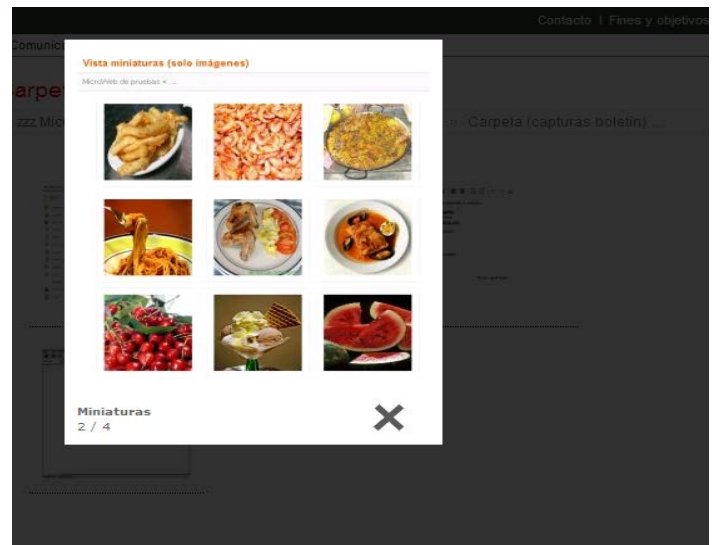 Contacto | Fines y objetivos
Comunic
Vista miniaturas (solo imágenes)
MicroWeb de pruebas « ...
arpe
zzz Mic
Carpeta (capturas boletín) ...
Miniaturas
2 / 4